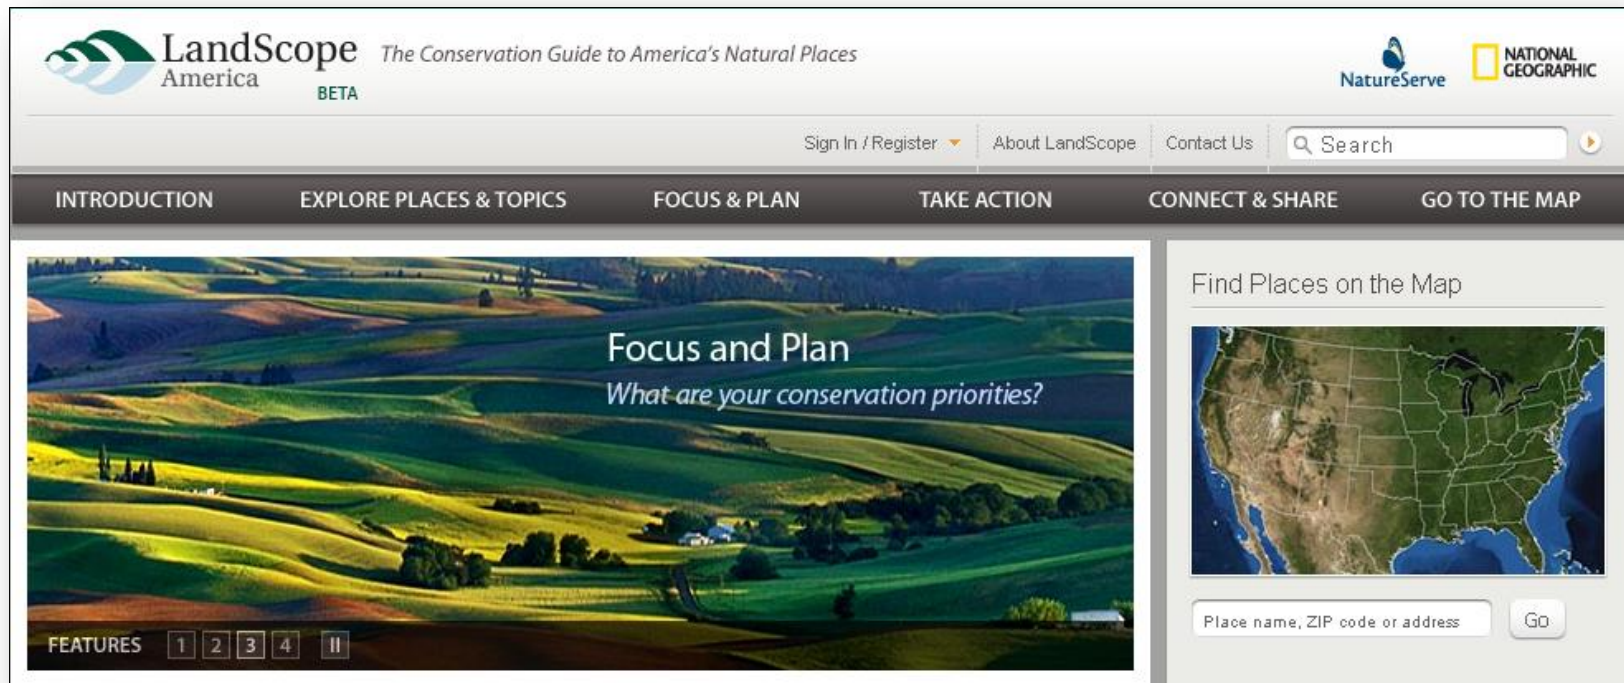 LandScope
America
BETA
The Conservation Guide to America's Natural Places
NatureServe
NATIONAL
GEOGRAPHIC
Sign In / Register
About LandScope
Contact Us
Search
INTRODUCTION
EXPLORE PLACES & TOPICS
FOCUS & PLAN
TAKE ACTION
CONNECT & SHARE
GO TO THE MAP
Focus and Plan
What are your conservation priorities?
FEATURES 1 2 3 4
Find Places on the Map
Place name, ZIP code or address
Go